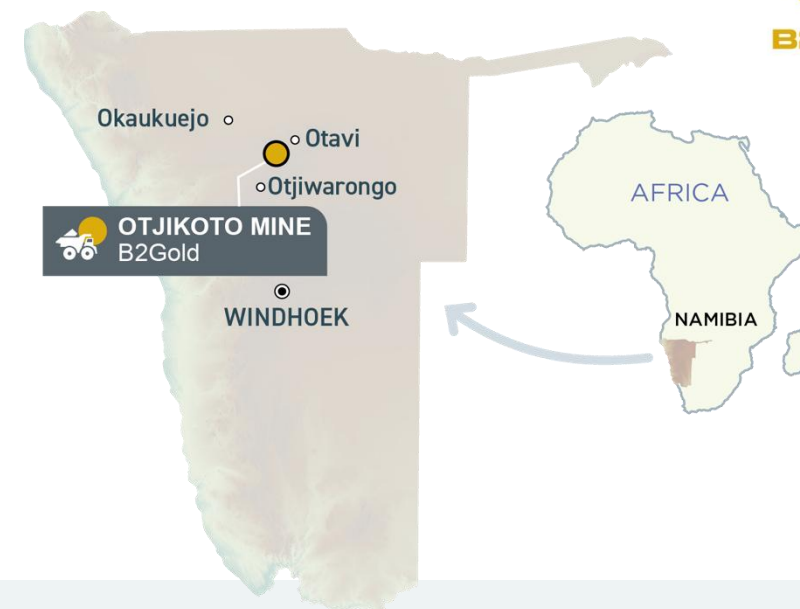 Okaukuejo
Otavi
Otjiwarongo
OTJIKOTO MINE
B2Gold
WINDHOEK
AFRICA
NAMIBIA